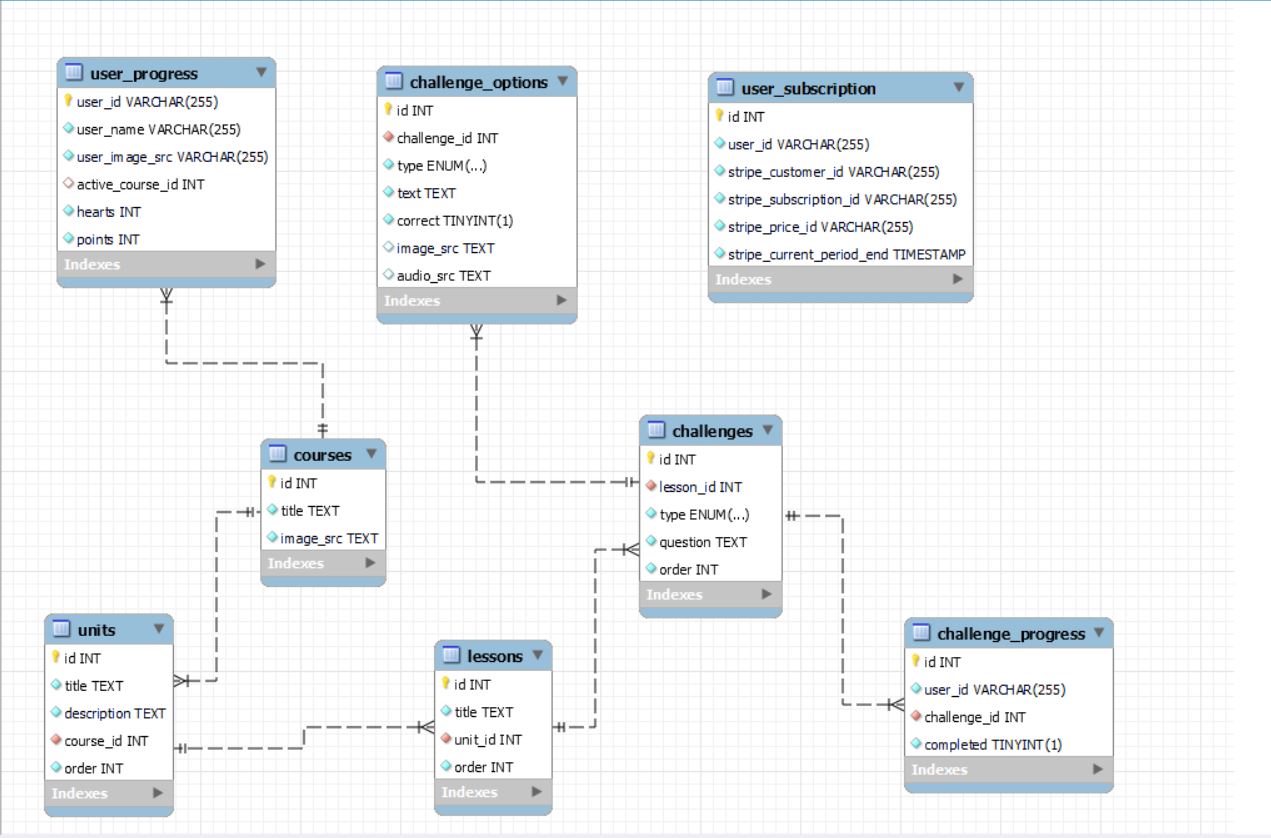 user_progress
user_id VARCHAR(255)
user_name VARCHAR(255)
user_image_src VARCHAR(255)
active_course_id INT
hearts INT
points INT
Indexes
challenge_options
id INT
challenge_id INT
type ENUM(...)
text TEXT
correct TINYINT(1)
image_src TEXT
audio_src TEXT
Indexes
user_subscription
id INT
user_id VARCHAR(255)
stripe_customer_id VARCHAR(255)
stripe_subscription_id VARCHAR(255)
stripe_price_id VARCHAR(255)
stripe_current_period_end TIMESTAMP
Indexes
courses
id INT
title TEXT
image_src TEXT
Indexes
challenges
id INT
lesson_id INT
type ENUM(...)
question TEXT
order INT
Indexes
units
id INT
title TEXT
description TEXT
course_id INT
order INT
Indexes
lessons
id INT
title TEXT
unit_id INT
order INT
Indexes
challenge_progress
id INT
user_id VARCHAR(255)
challenge_id INT
completed TINYINT(1)
Indexes